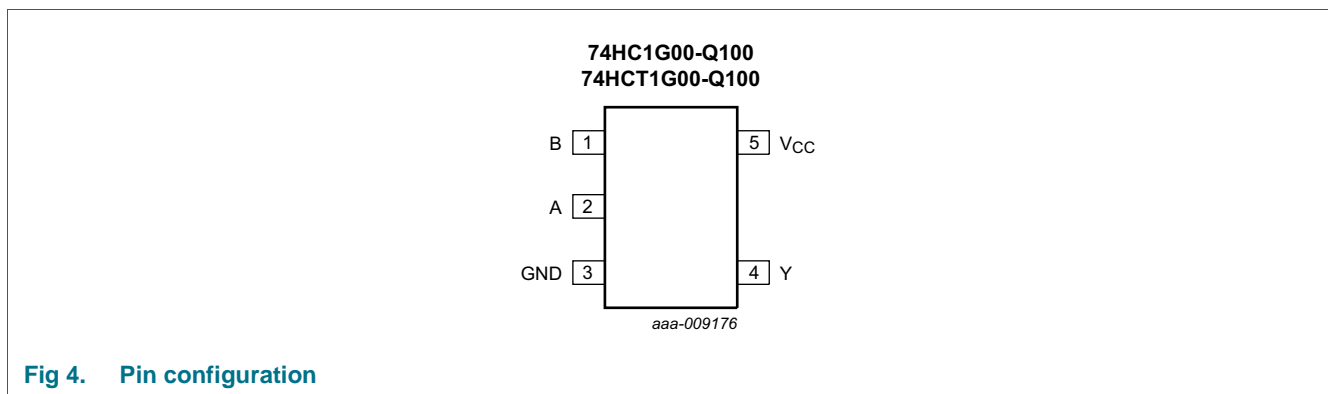 74HC1G00-Q100
74HCT1G00-Q100
B 1
5 VCC
A 2
GND 3
4 Y
aaa-009176
Fig 4. Pin configuration